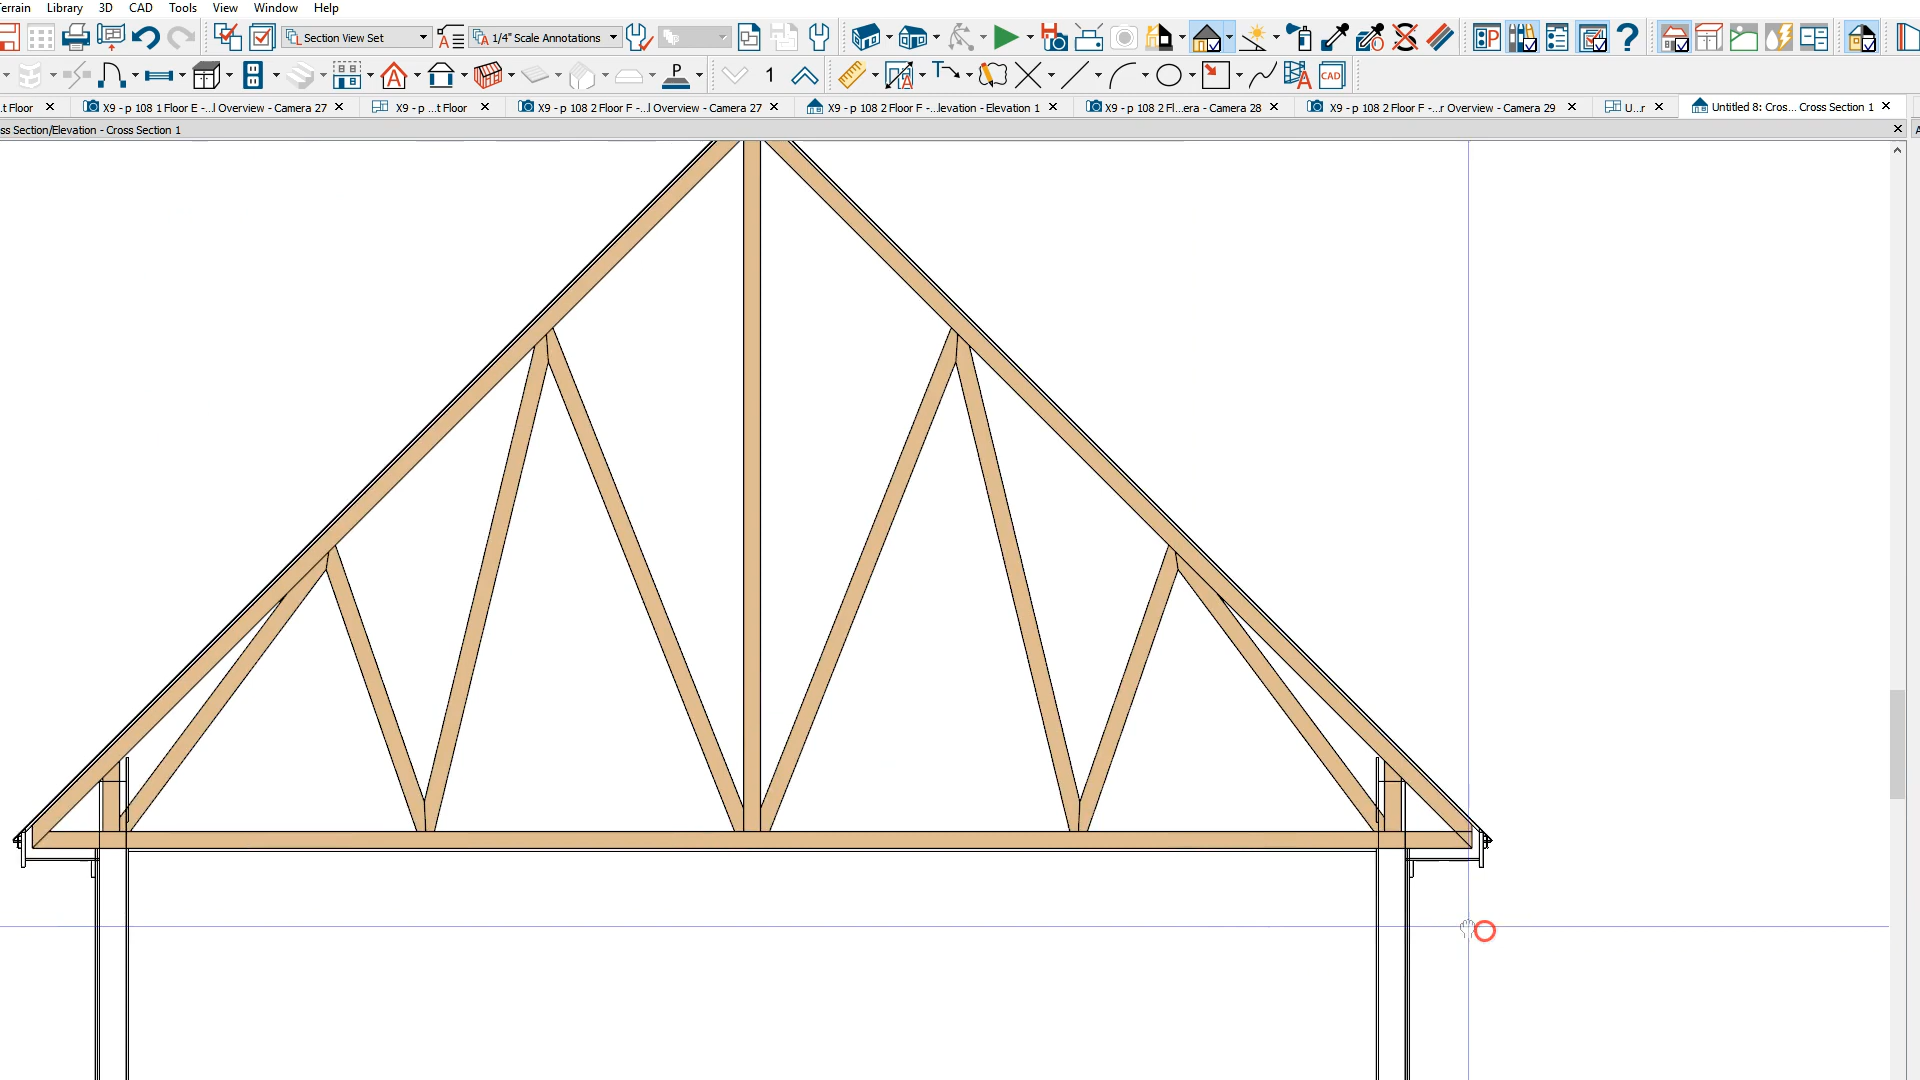 errain Library 3D CAD Tools View Window Help
Section View Set 1/4" Scale Annotations
P 1 CAD
.t Floor X9 - p 108 1 Floor E -...l Overview - Camera 27 X9 - p ...t Floor X9 - p 108 2 Floor F -...l Overview - Camera 27 X9 - p 108 2 Floor F -...levation - Elevation 1 X9 - p 108 2 Fl...era - Camera 28 X9 - p 108 2 Floor F -...r Overview - Camera 29 U...r Untitled 8: Cros... Cross Section 1
ss Section/Elevation - Cross Section 1